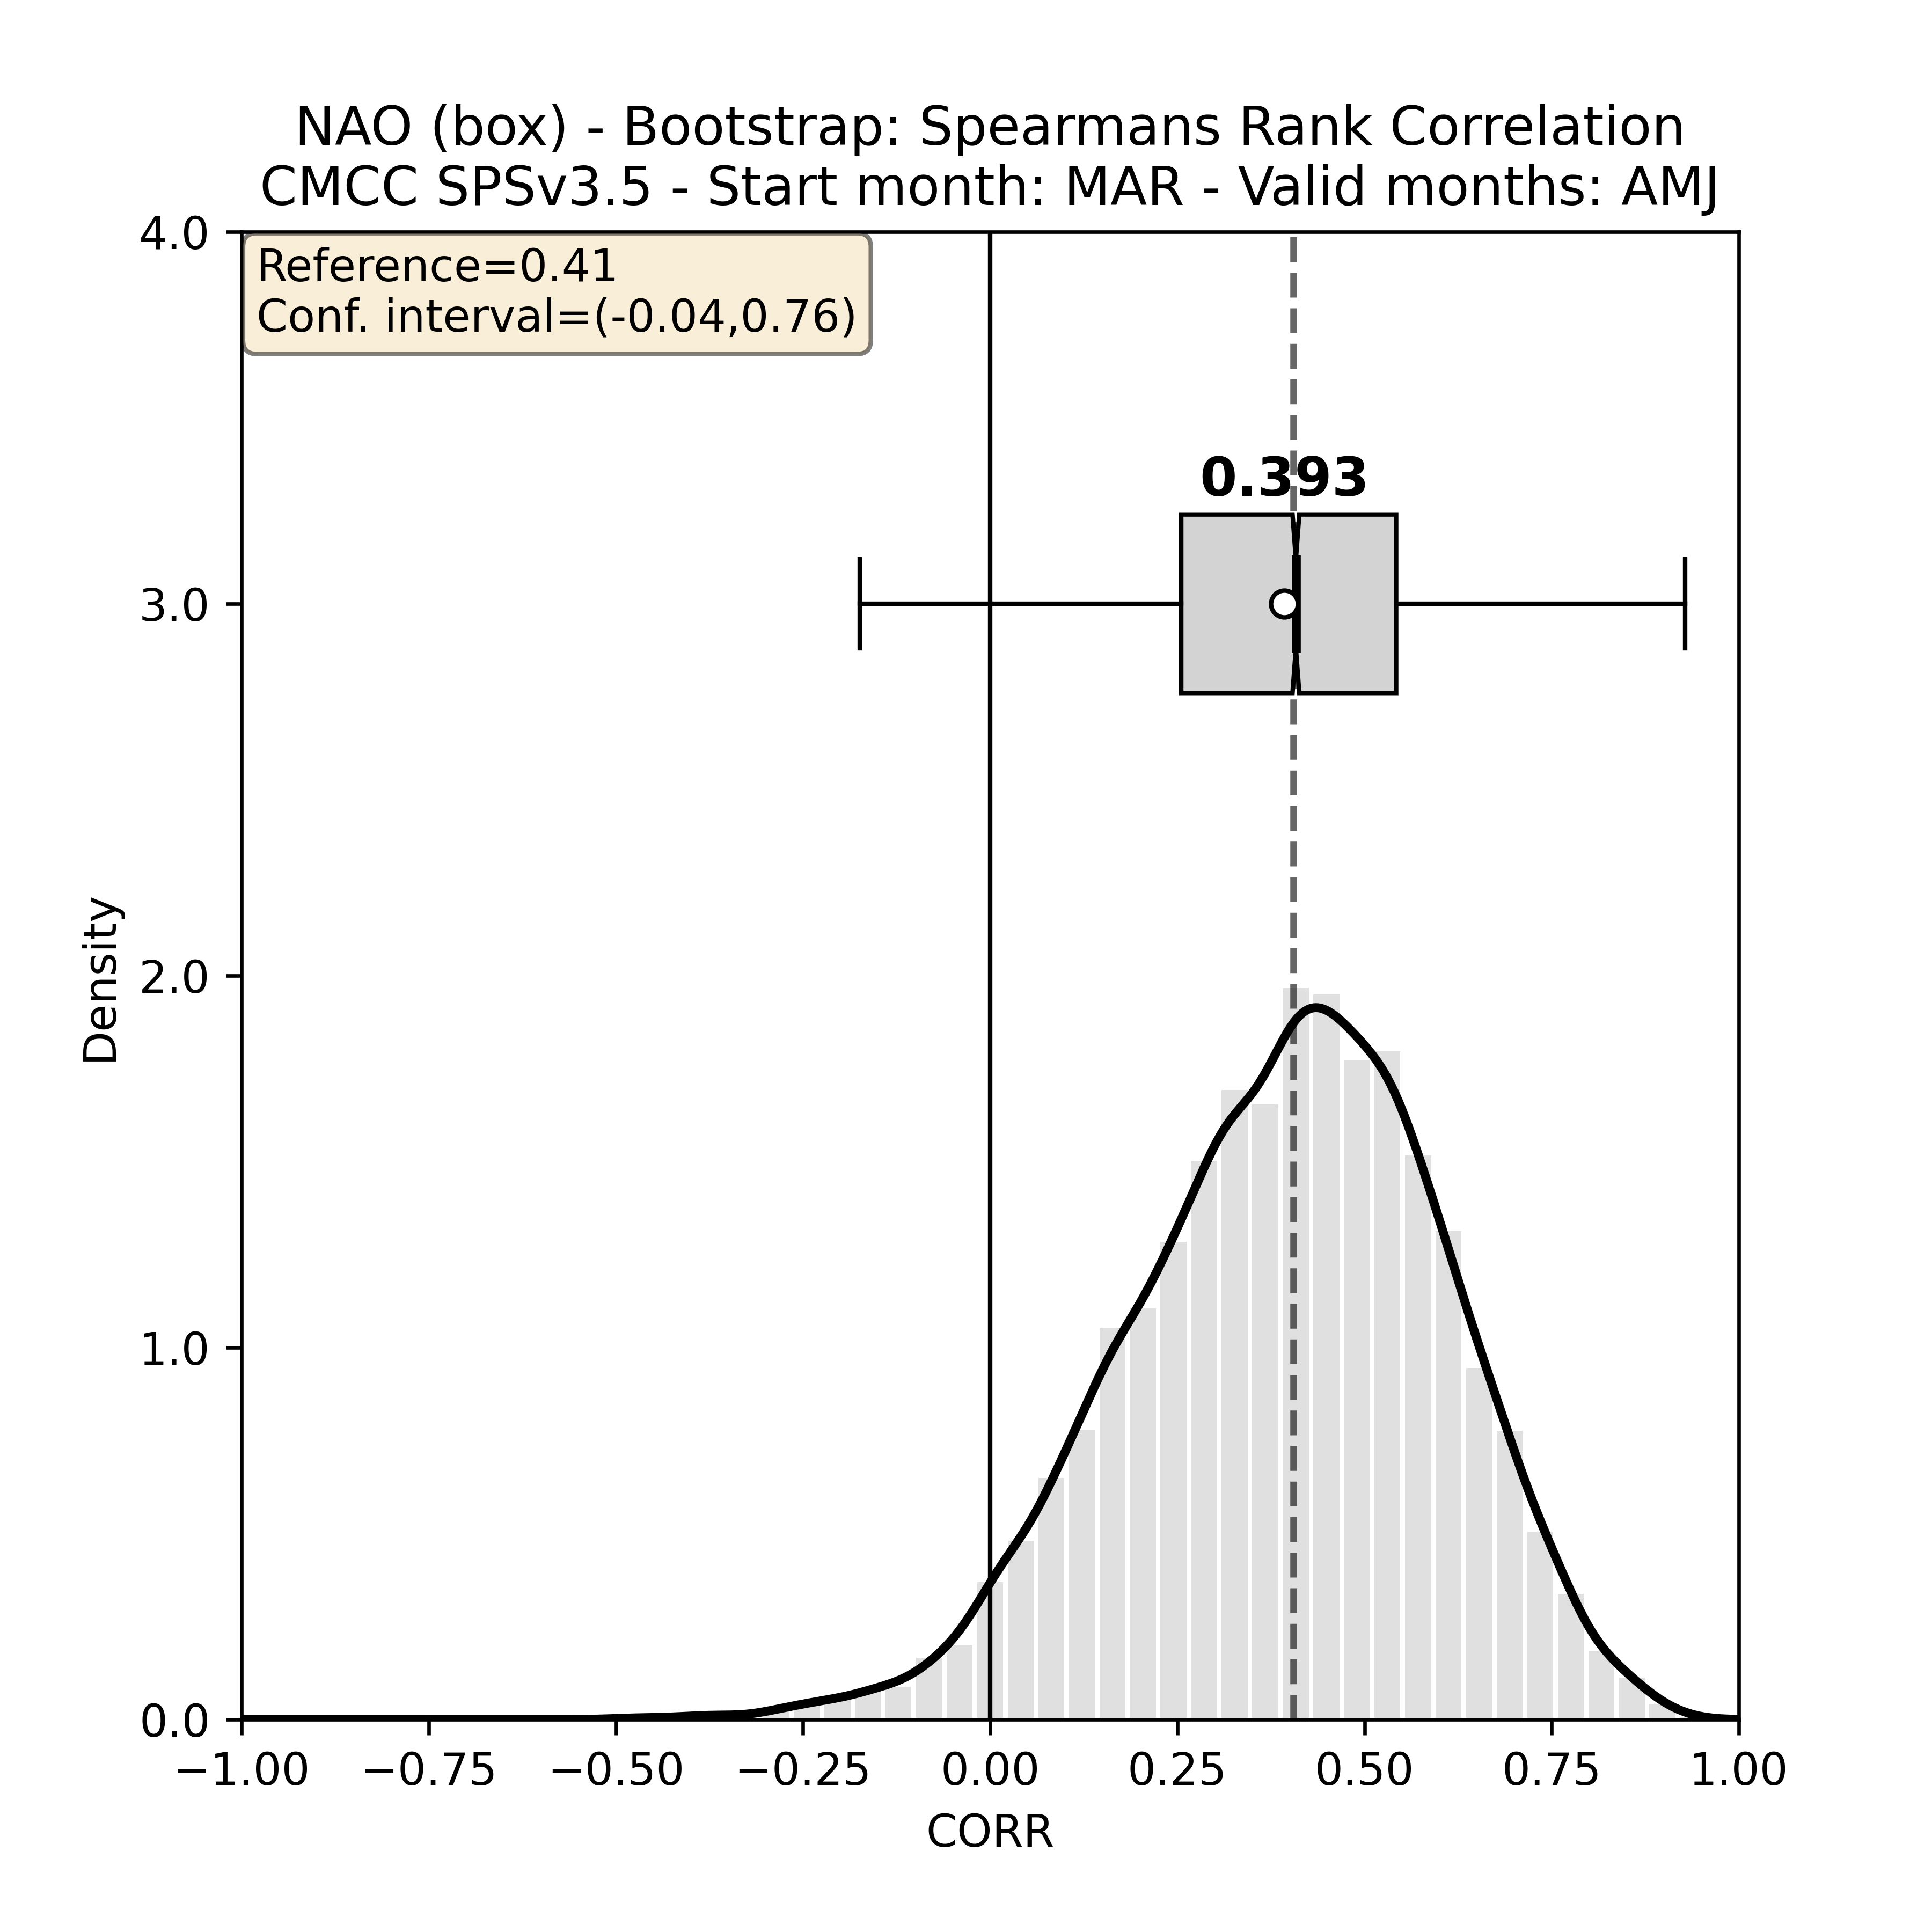 NAO (box) - Bootstrap: Spearmans Rank Correlation
CMCC SPSv3.5 - Start month: MAR - Valid months: AMJ
Reference=0.41
Conf. interval=(-0.04,0.76)
0.393
4.0
3.0
2.0
1.0
0.0
Density
−1.00 −0.75 −0.50 −0.25 0.00 0.25 0.50 0.75 1.00
CORR